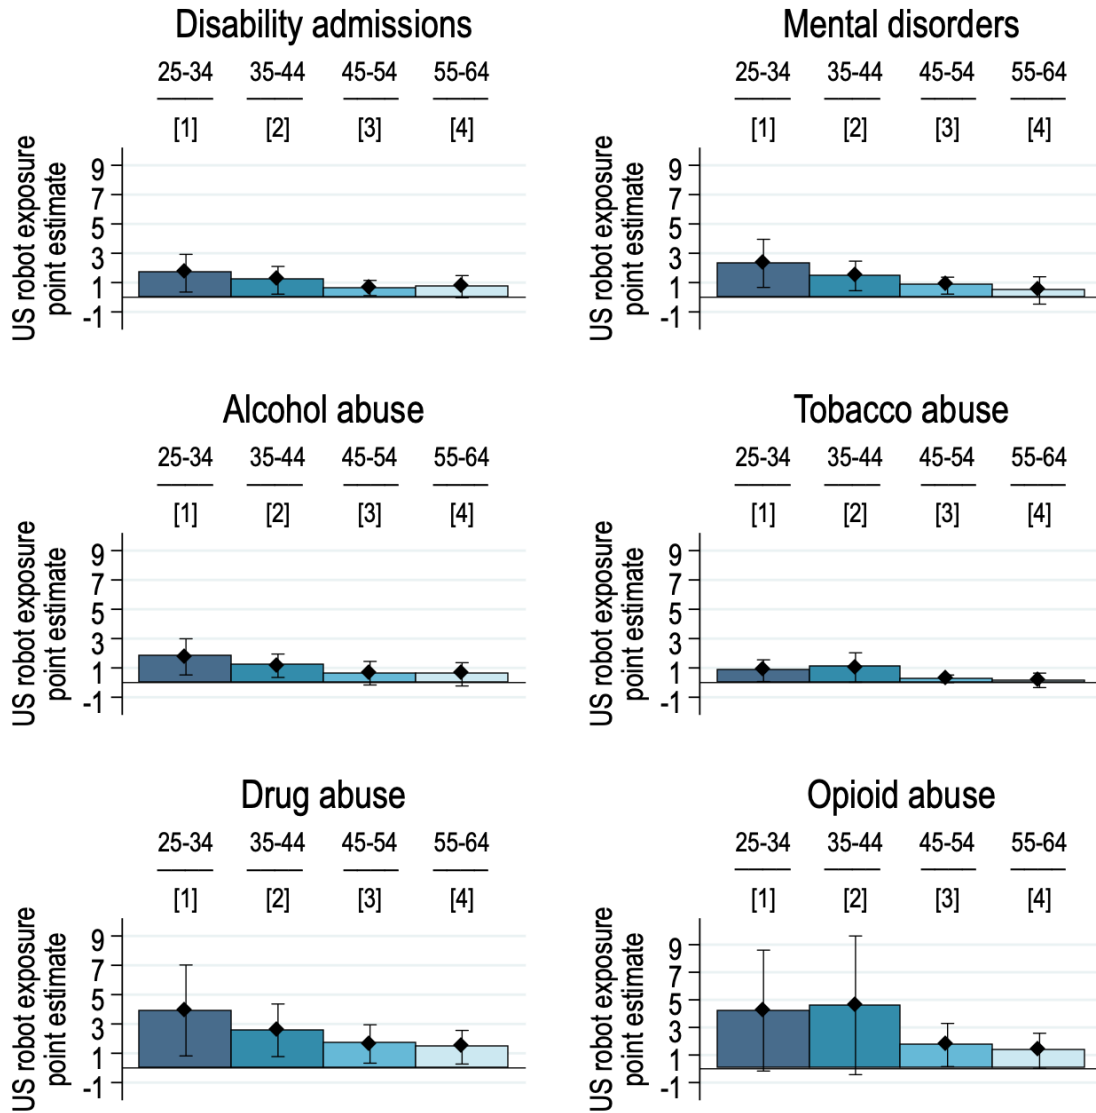 Disability admissions
25-34 35-44 45-54 55-64
[1] [2] [3] [4]
US robot exposure
point estimate
9
7
5
3
1
-1
Mental disorders
25-34 35-44 45-54 55-64
[1] [2] [3] [4]
US robot exposure
point estimate
9
7
5
3
1
-1
Alcohol abuse
25-34 35-44 45-54 55-64
[1] [2] [3] [4]
US robot exposure
point estimate
9
7
5
3
1
-1
Tobacco abuse
25-34 35-44 45-54 55-64
[1] [2] [3] [4]
US robot exposure
point estimate
9
7
5
3
1
-1
Drug abuse
25-34 35-44 45-54 55-64
[1] [2] [3] [4]
US robot exposure
point estimate
9
7
5
3
1
-1
Opioid abuse
25-34 35-44 45-54 55-64
[1] [2] [3] [4]
US robot exposure
point estimate
9
7
5
3
1
-1